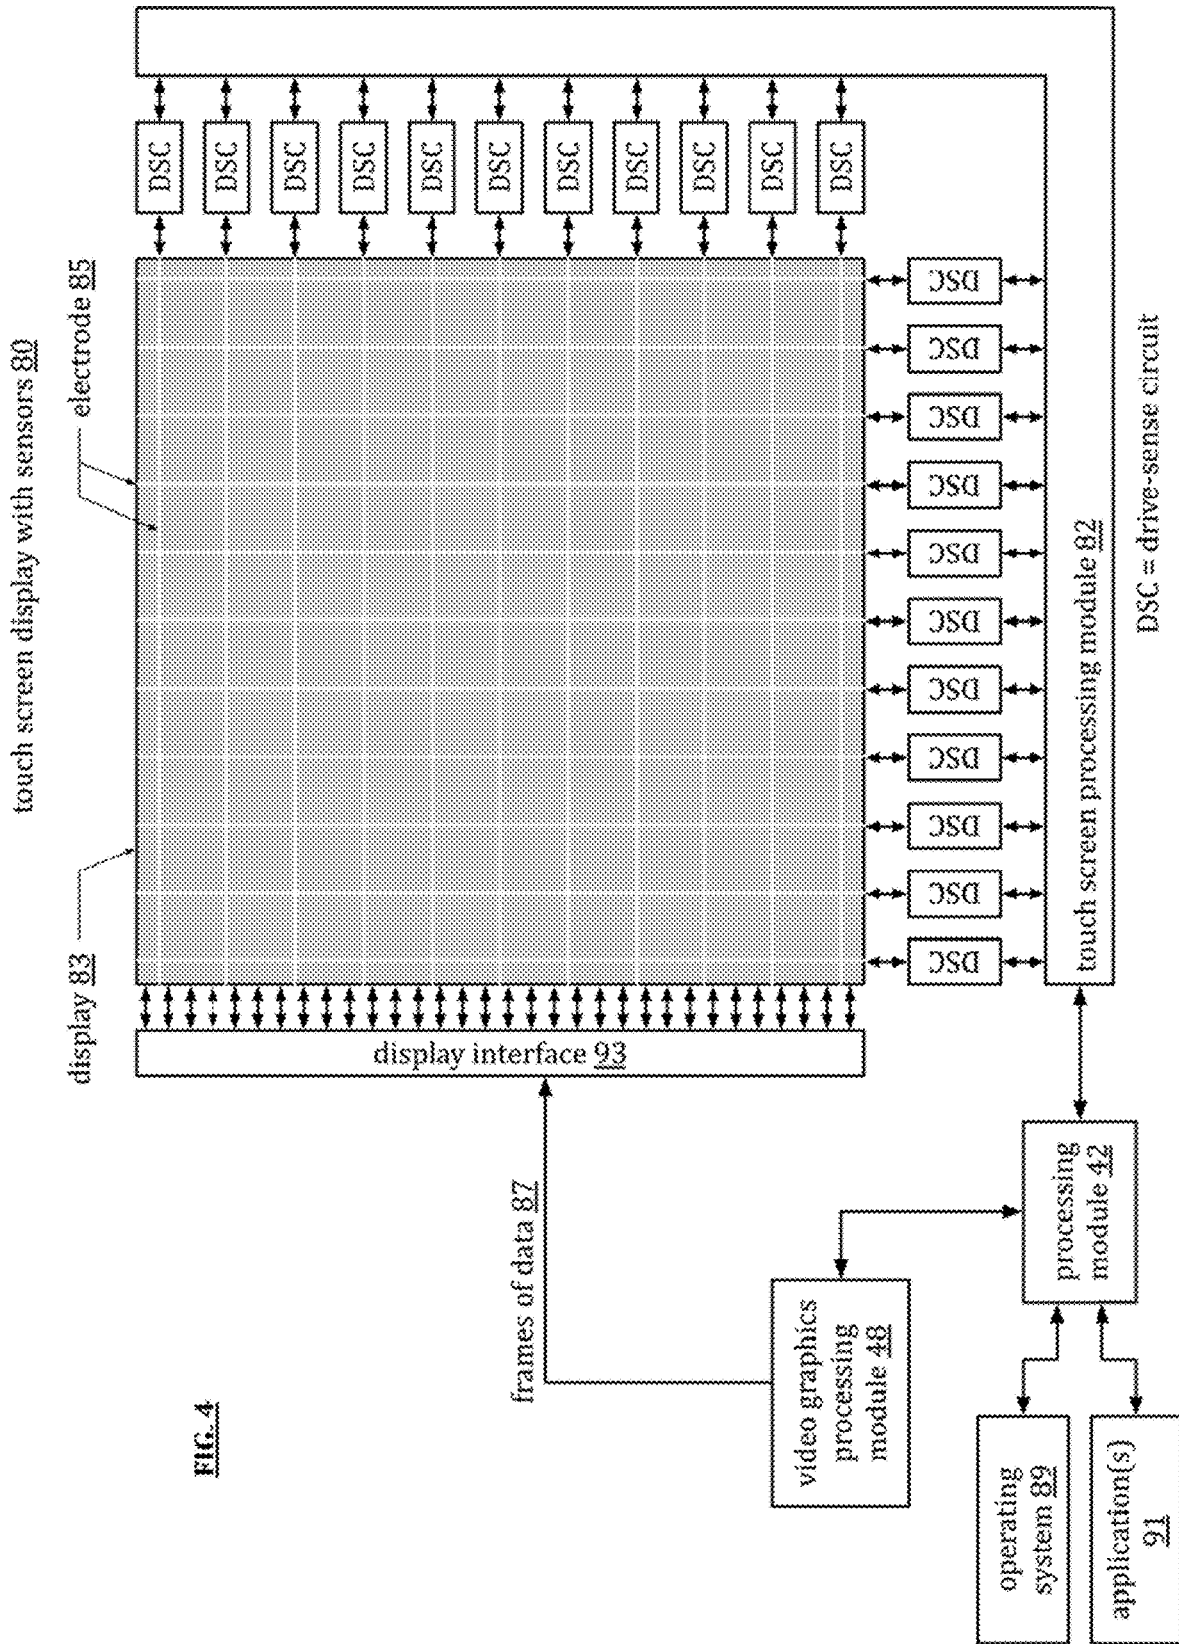 touch screen display with sensors 80
display 83
electrode 85
DSC
DSC
DSC
DSC
DSC
DSC
DSC
DSC
DSC
DSC
DSC
display interface 93
DSC
DSC
DSC
DSC
DSC
DSC
DSC
DSC
DSC
DSC
DSC
frames of data 87
FIG. 4
video graphics
processing
module 48
processing
module 42
touch screen processing module 82
operating
system 89
application(s)
91
DSC = drive-sense circuit